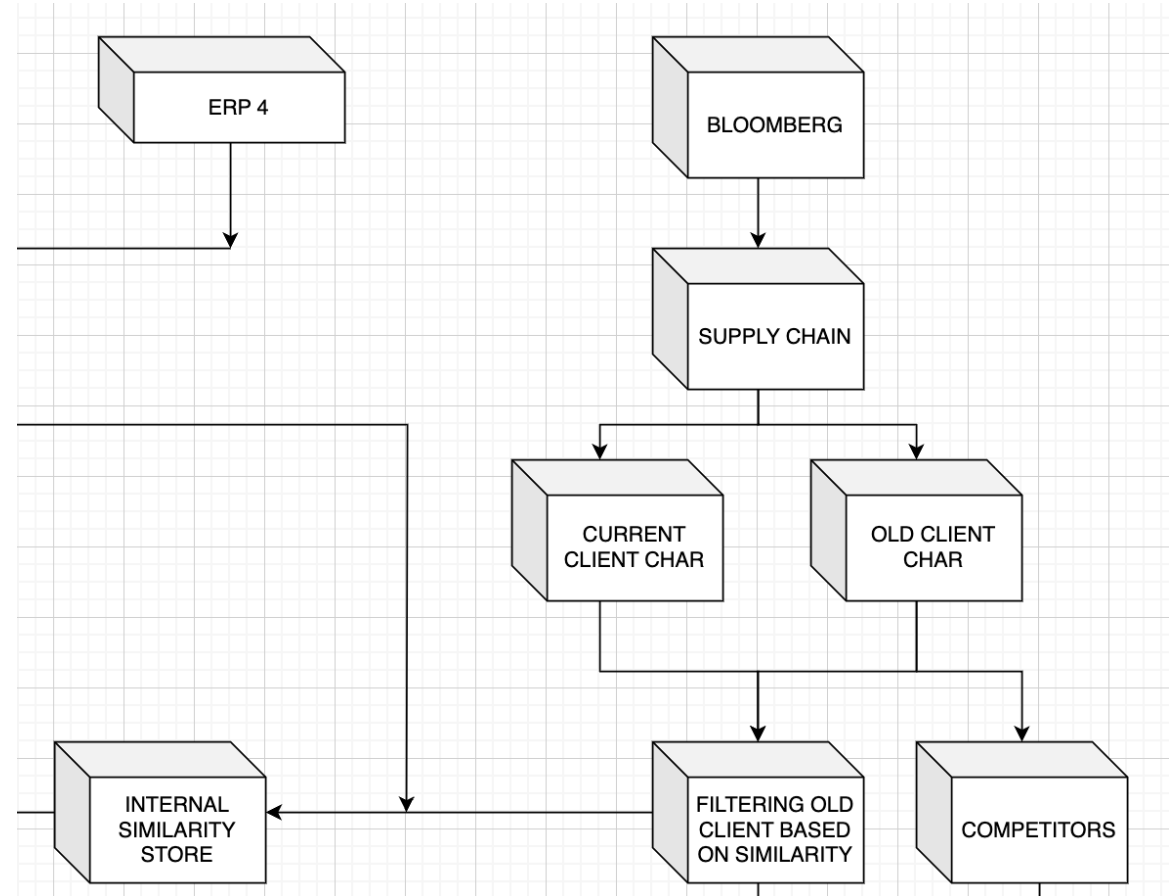 ERP 4
BLOOMBERG
SUPPLY CHAIN
CURRENT
CLIENT CHAR
OLD CLIENT
CHAR
INTERNAL
SIMILARITY
STORE
FILTERING OLD
CLIENT BASED
ON SIMILARITY
COMPETITORS